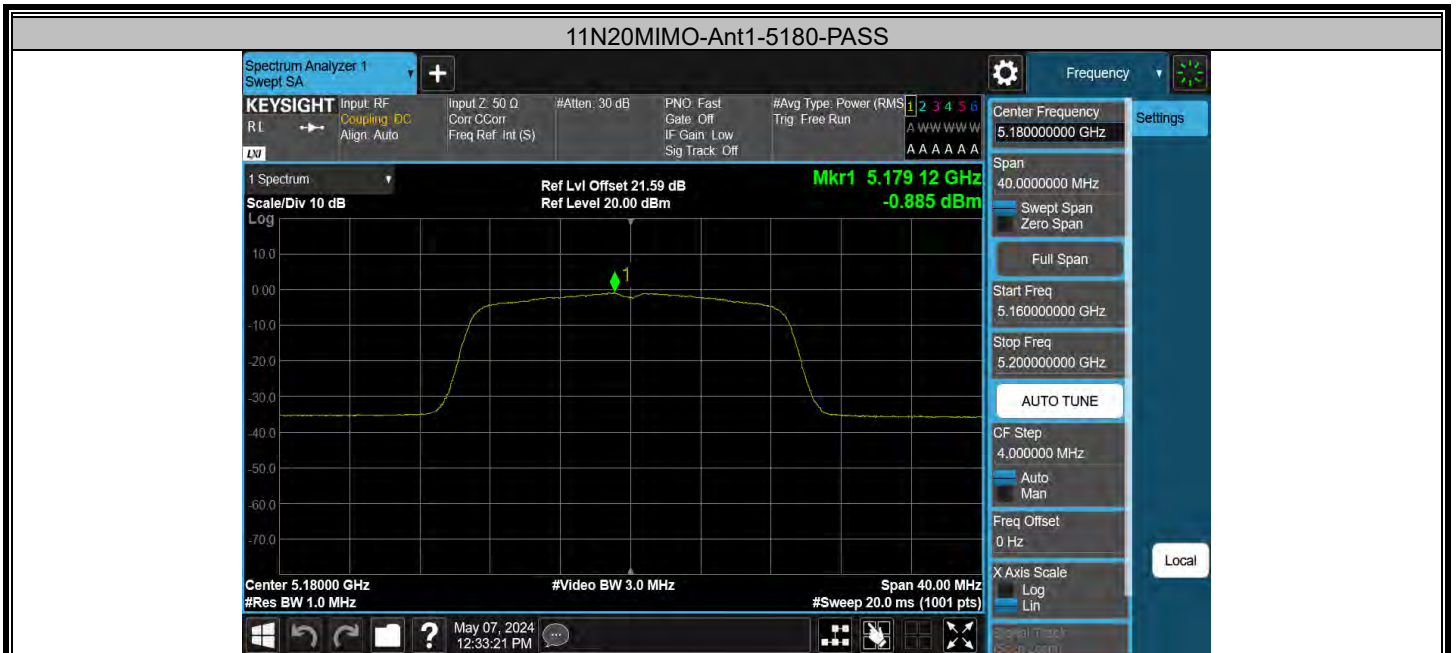 11N20MIMO-Ant1-5180-PASS
Spectrum Analyzer 1
Swept SA
Frequency
KEYSIGHT
RL
LXI
Input: RF
Coupling: DC
Align: Auto
Input Z: 50 Ω
Corr CCorr
Freq Ref: Int (S)
#Atten: 30 dB
PNO: Fast
Gate: Off
IF Gain: Low
Sig Track: Off
#Avg Type: Power (RMS
Trig: Free Run
1 2 3 4 5 6
A W W W W W
A A A A A A
1 Spectrum
Scale/Div 10 dB
Log
Ref Lvl Offset 21.59 dB
Ref Level 20.00 dBm
Mkr1 5.179 12 GHz
-0.885 dBm
1
10.0
0.00
-10.0
-20.0
-30.0
-40.0
-50.0
-60.0
-70.0
Center 5.18000 GHz
#Res BW 1.0 MHz
#Video BW 3.0 MHz
Span 40.00 MHz
#Sweep 20.0 ms (1001 pts)
May 07, 2024
12:33:21 PM
Center Frequency
5.180000000 GHz
Settings
Span
40.0000000 MHz
Swept Span
Zero Span
Full Span
Start Freq
5.160000000 GHz
Stop Freq
5.200000000 GHz
AUTO TUNE
CF Step
4.000000 MHz
Auto
Man
Freq Offset
0 Hz
X Axis Scale
Log
Lin
Signal Track
(Span Zoom)
Local